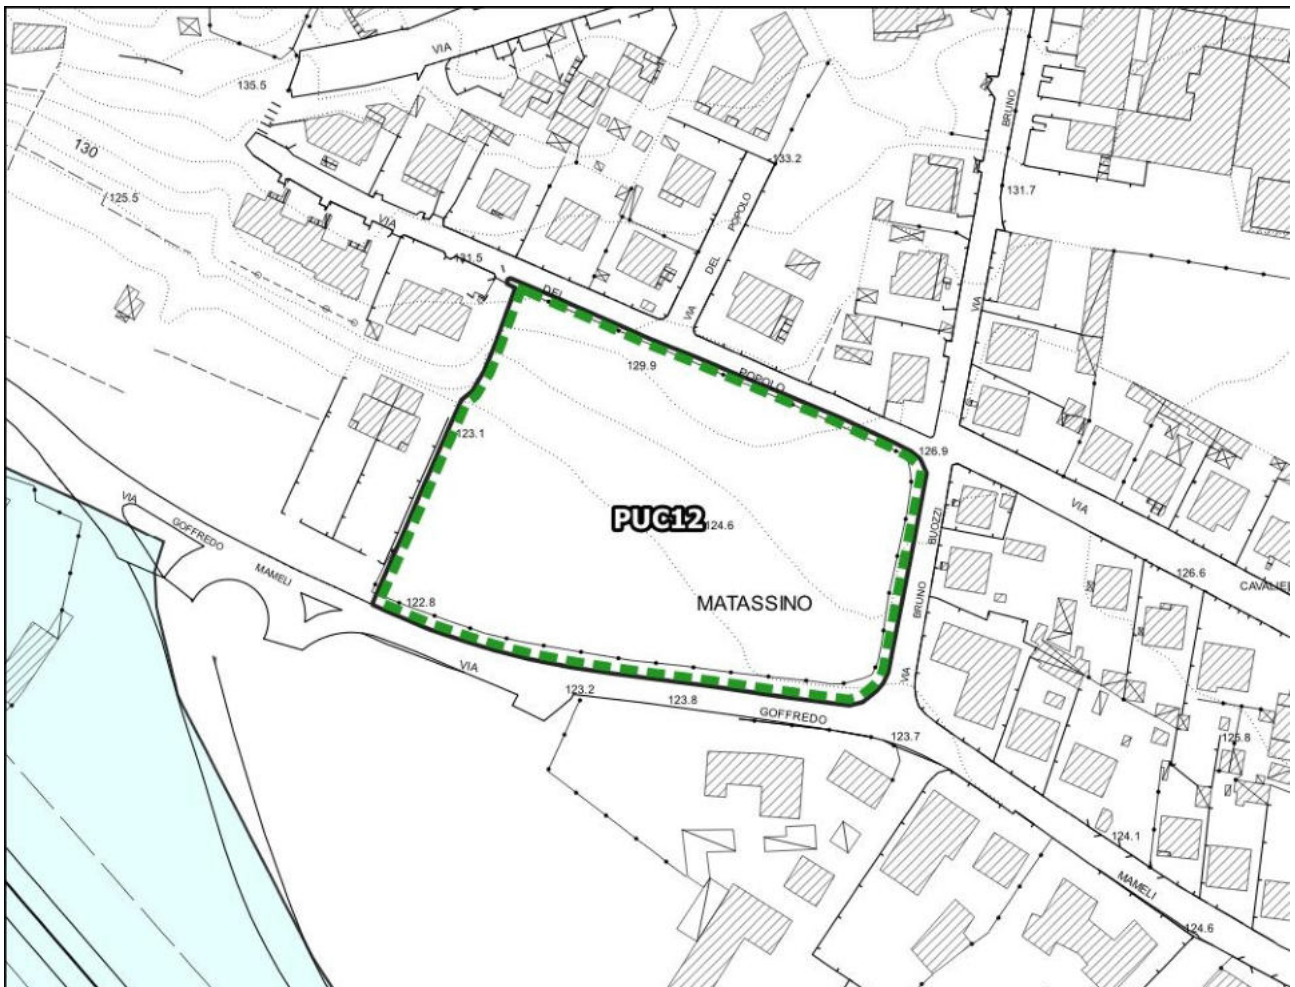 VIA
135.5
BRUNO
130
133.2
125.5
131.7
VIA
POPOLO
DEL
131.5
DEL
VIA
VIA
129.9
POPOLO
123.1
126.9
VIA
VIA
PUC12
124.6
BUOZZI
GOFFREDO
MAMELI
126.6
CAVALIE
122.8
MATASSINO
BRUNO
VIA
VIA
123.2
123.8
GOFFREDO
123.7
125.8
124.1
MAMELI
124.6